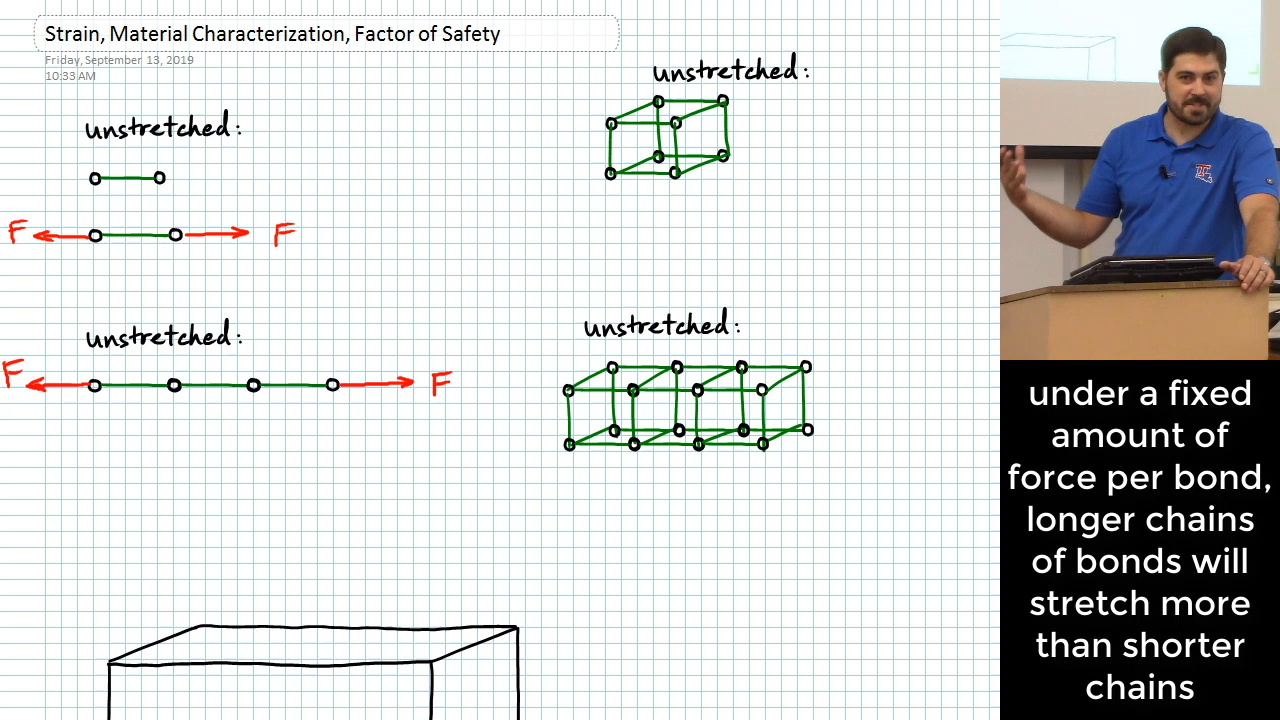 Strain, Material Characterization, Factor of Safety
Friday, September 13, 2019
10:33 AM
unstretched:
unstretched:
F
F
unstretched:
F
F
unstretched:
under a fixed
amount of
force per bond,
longer chains
of bonds will
stretch more
than shorter
chains